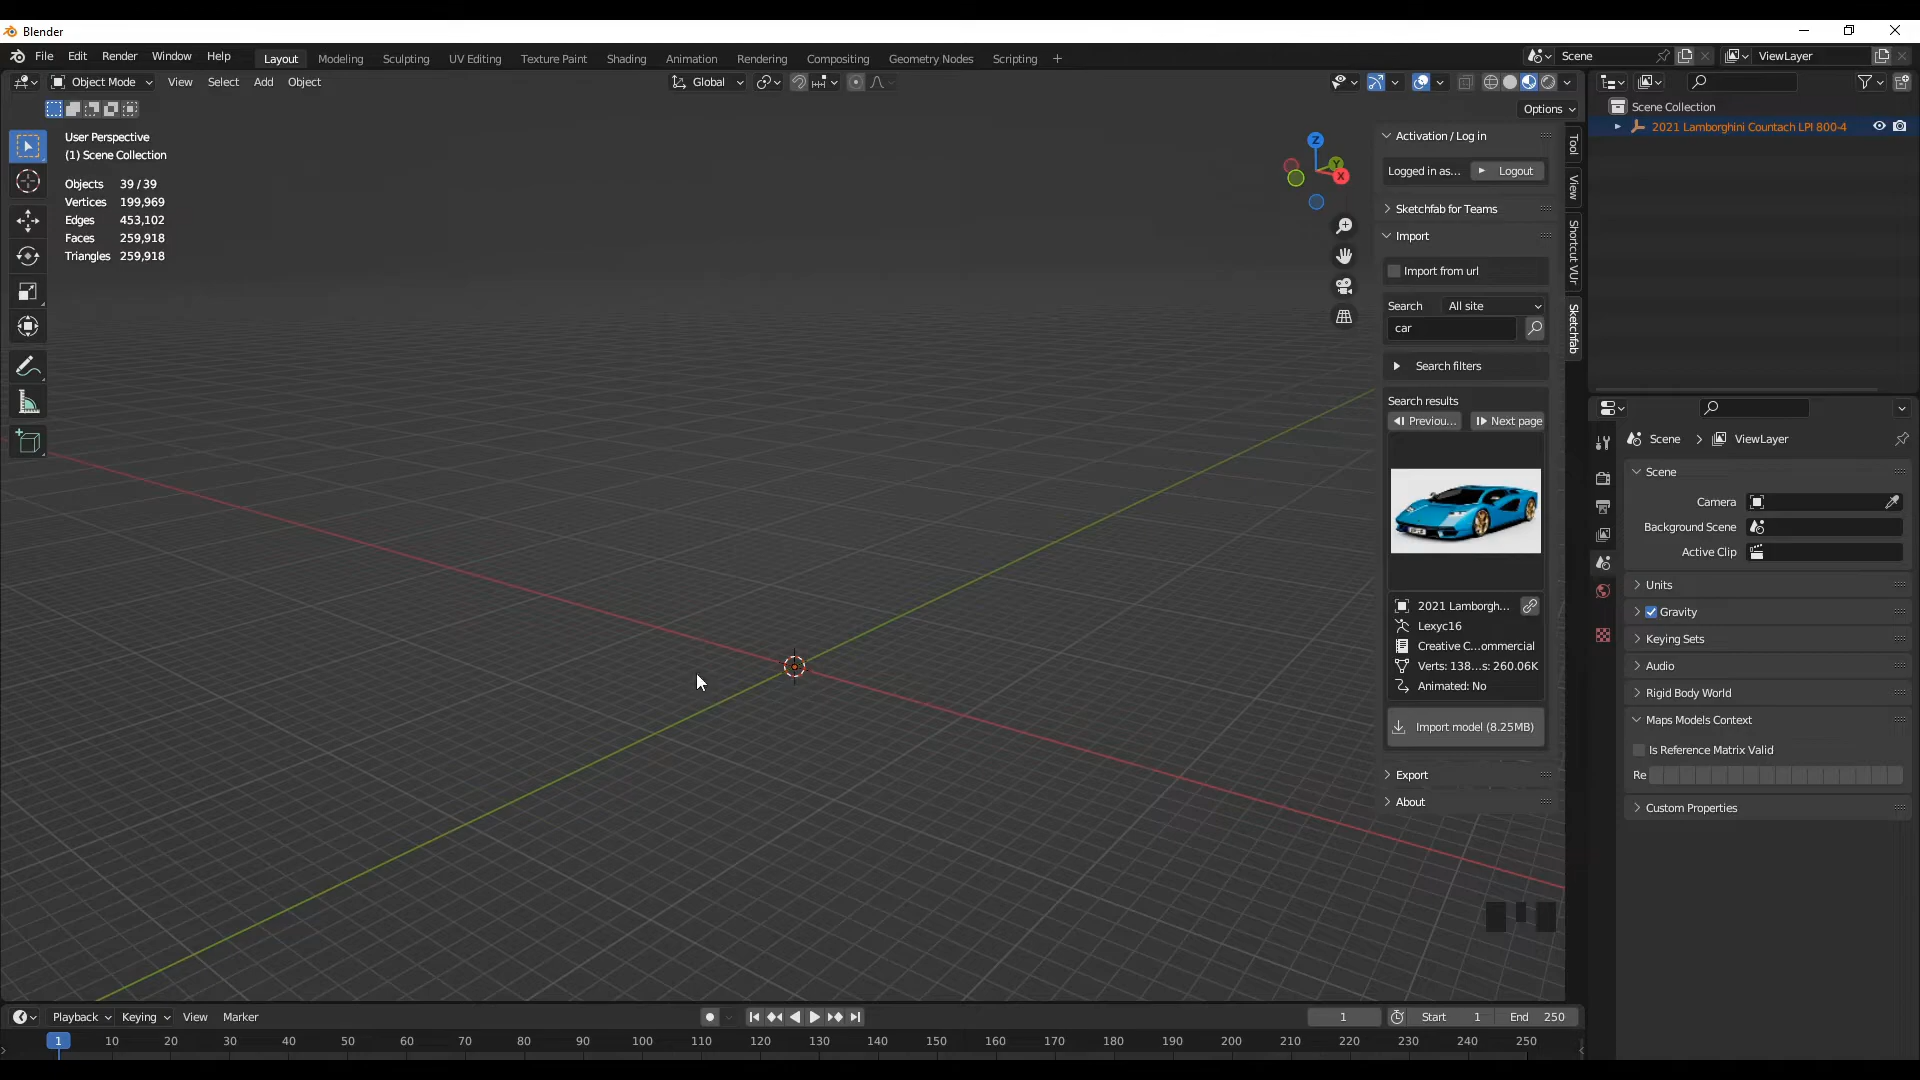 Blender
File Edit Render Window Help
Layout Modeling Sculpting UV Editing Texture Paint Shading Animation Rendering Compositing Geometry Nodes Scripting +
Scene
ViewLayer
Object Mode View Select Add Object
Global
Options
User Perspective
(1) Scene Collection
Objects 39 / 39
Vertices 199,969
Edges 453,102
Faces 259,918
Triangles 259,918
Z
Y
X
Activation / Log in
Logged in as... Logout
Sketchfab for Teams
Import
Import from url
Search All site
car
Search filters
Search results
Previou... Next page
2021 Lamborgh...
Lexyc16
Creative C...ommercial
Verts: 138...s: 260.06K
Animated: No
Import model (8.25MB)
Export
About
Tool
View
Shortcut VUr
Sketchfab
Scene Collection
2021 Lamborghini Countach LPI 800-4
Scene > ViewLayer
Scene
Camera
Background Scene
Active Clip
Units
Gravity
Keying Sets
Audio
Rigid Body World
Maps Models Context
Is Reference Matrix Valid
Re
Custom Properties
Playback Keying View Marker
1 Start 1 End 250
1 10 20 30 40 50 60 70 80 90 100 110 120 130 140 150 160 170 180 190 200 210 220 230 240 250